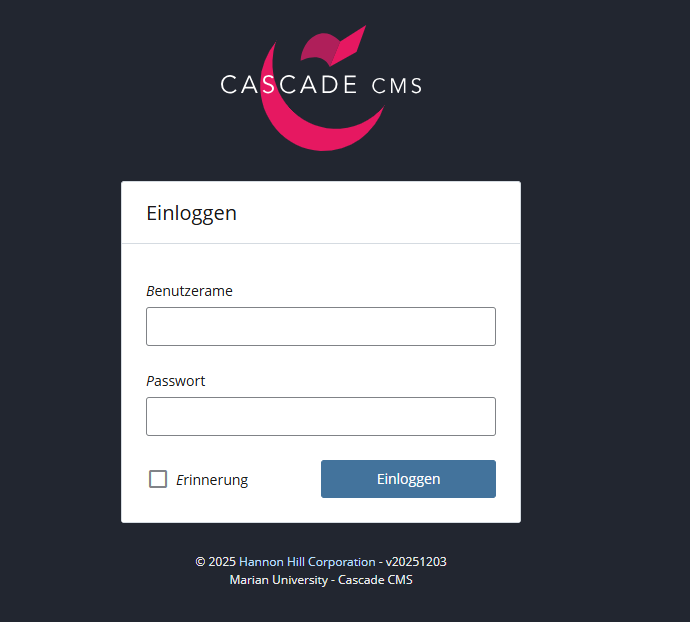 CASCADE CMS
Einloggen
Benutzerame
Passwort
Erinnerung
Einloggen
© 2025 Hannon Hill Corporation - v20251203
Marian University - Cascade CMS